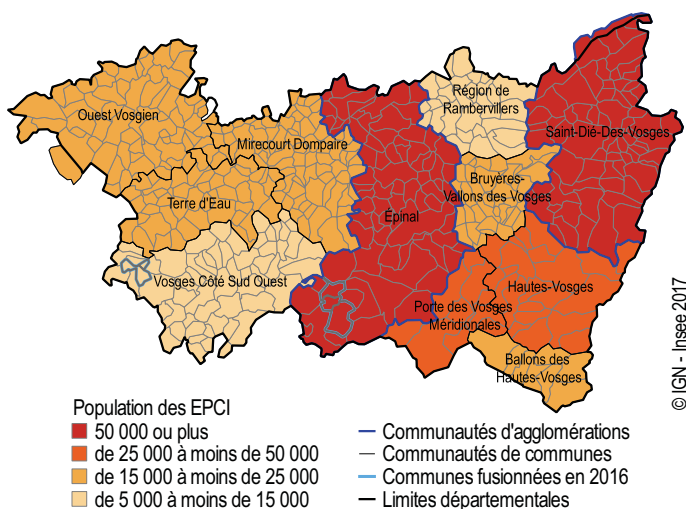 Région de
Rambervillers
Ouest Vosgien
Saint-Dié-Des-Vosges
Mirecourt Dompaire
Bruyères-
Vallons des Vosges
Terre d'Eau
Épinal
Vosges Côté Sud Ouest
Hautes-Vosges
Porte des Vosges
Méridionales
Ballons des
Hautes-Vosges
© IGN - Insee 2017
Population des EPCI
50 000 ou plus
de 25 000 à moins de 50 000
de 15 000 à moins de 25 000
de 5 000 à moins de 15 000
Communautés d'agglomérations
Communautés de communes
Communes fusionnées en 2016
Limites départementales